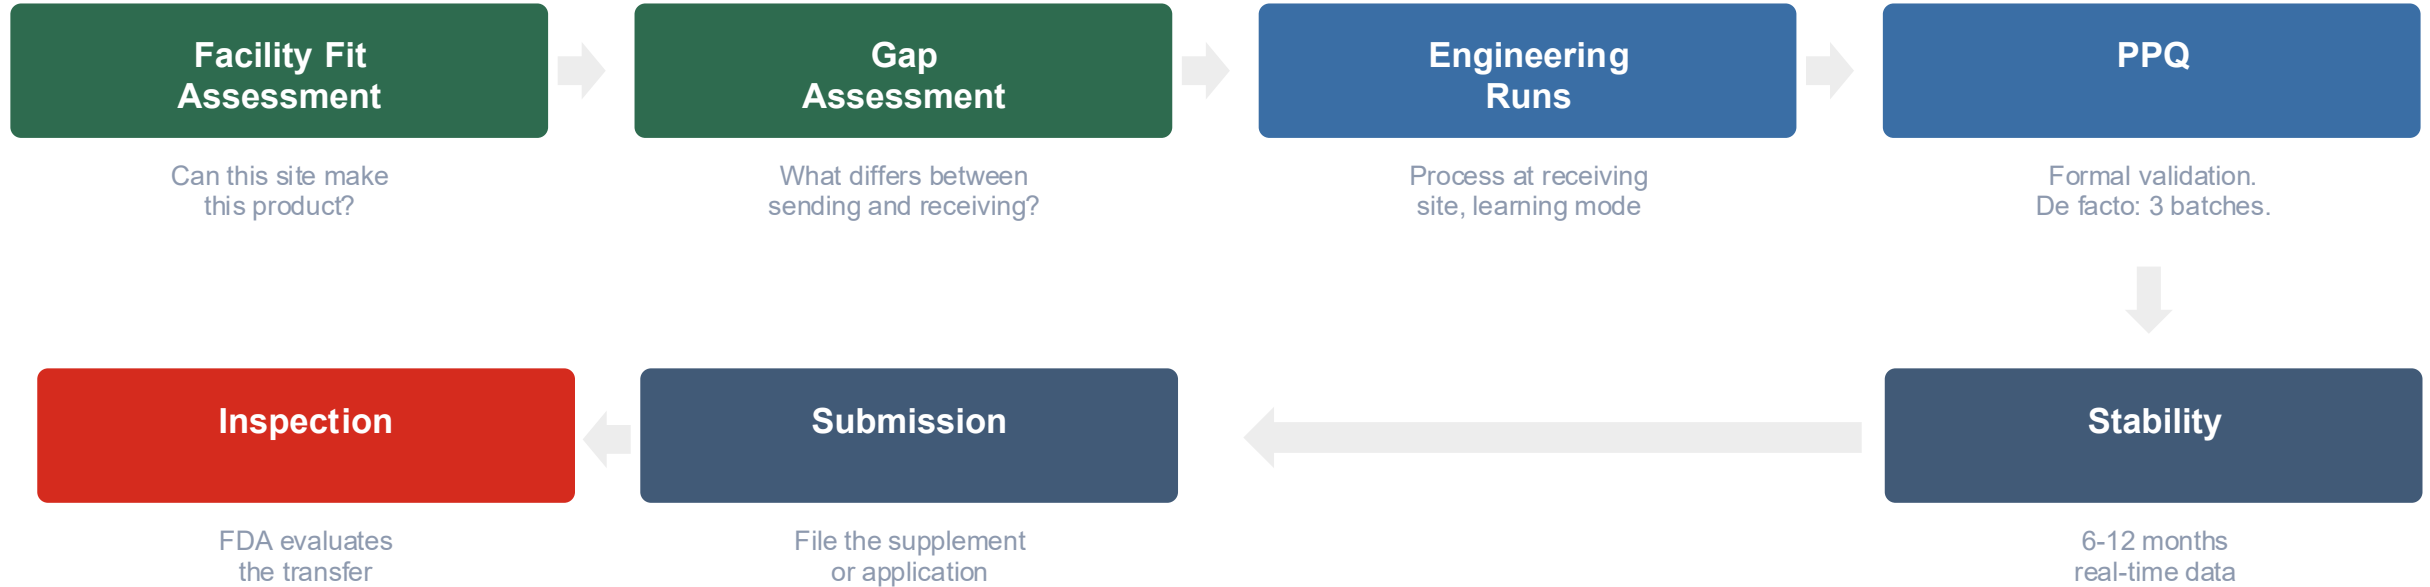 Facility Fit
Assessment
Can this site make
this product?
Gap
Assessment
What differs between
sending and receiving?
Engineering
Runs
Process at receiving
site, learning mode
PPQ
Formal validation.
De facto: 3 batches.
Stability
6-12 months
real-time data
Submission
File the supplement
or application
Inspection
FDA evaluates
the transfer